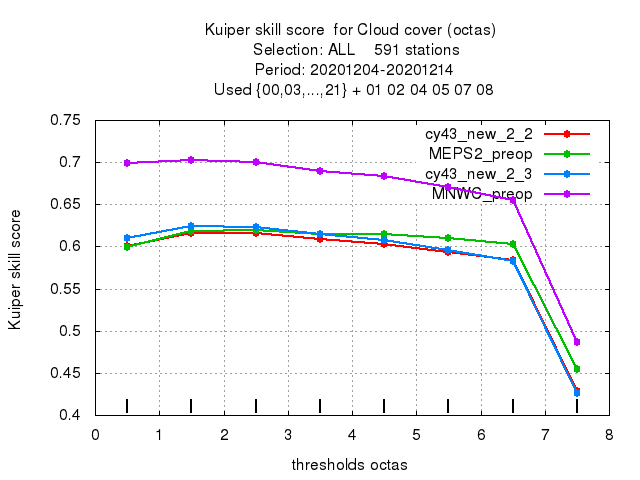 Kuiper skill score  for Cloud cover (octas)
Selection: ALL    591 stations
Period: 20201204-20201214
Used {00,03,...,21} + 01 02 04 05 07 08
0.75
0.7
0.65
0.6
0.55
0.5
0.45
0.4
Kuiper skill score
cy43_new_2_2
MEPS2_preop
cy43_new_2_3
MNWC_preop
0 1 2 3 4 5 6 7 8
thresholds octas